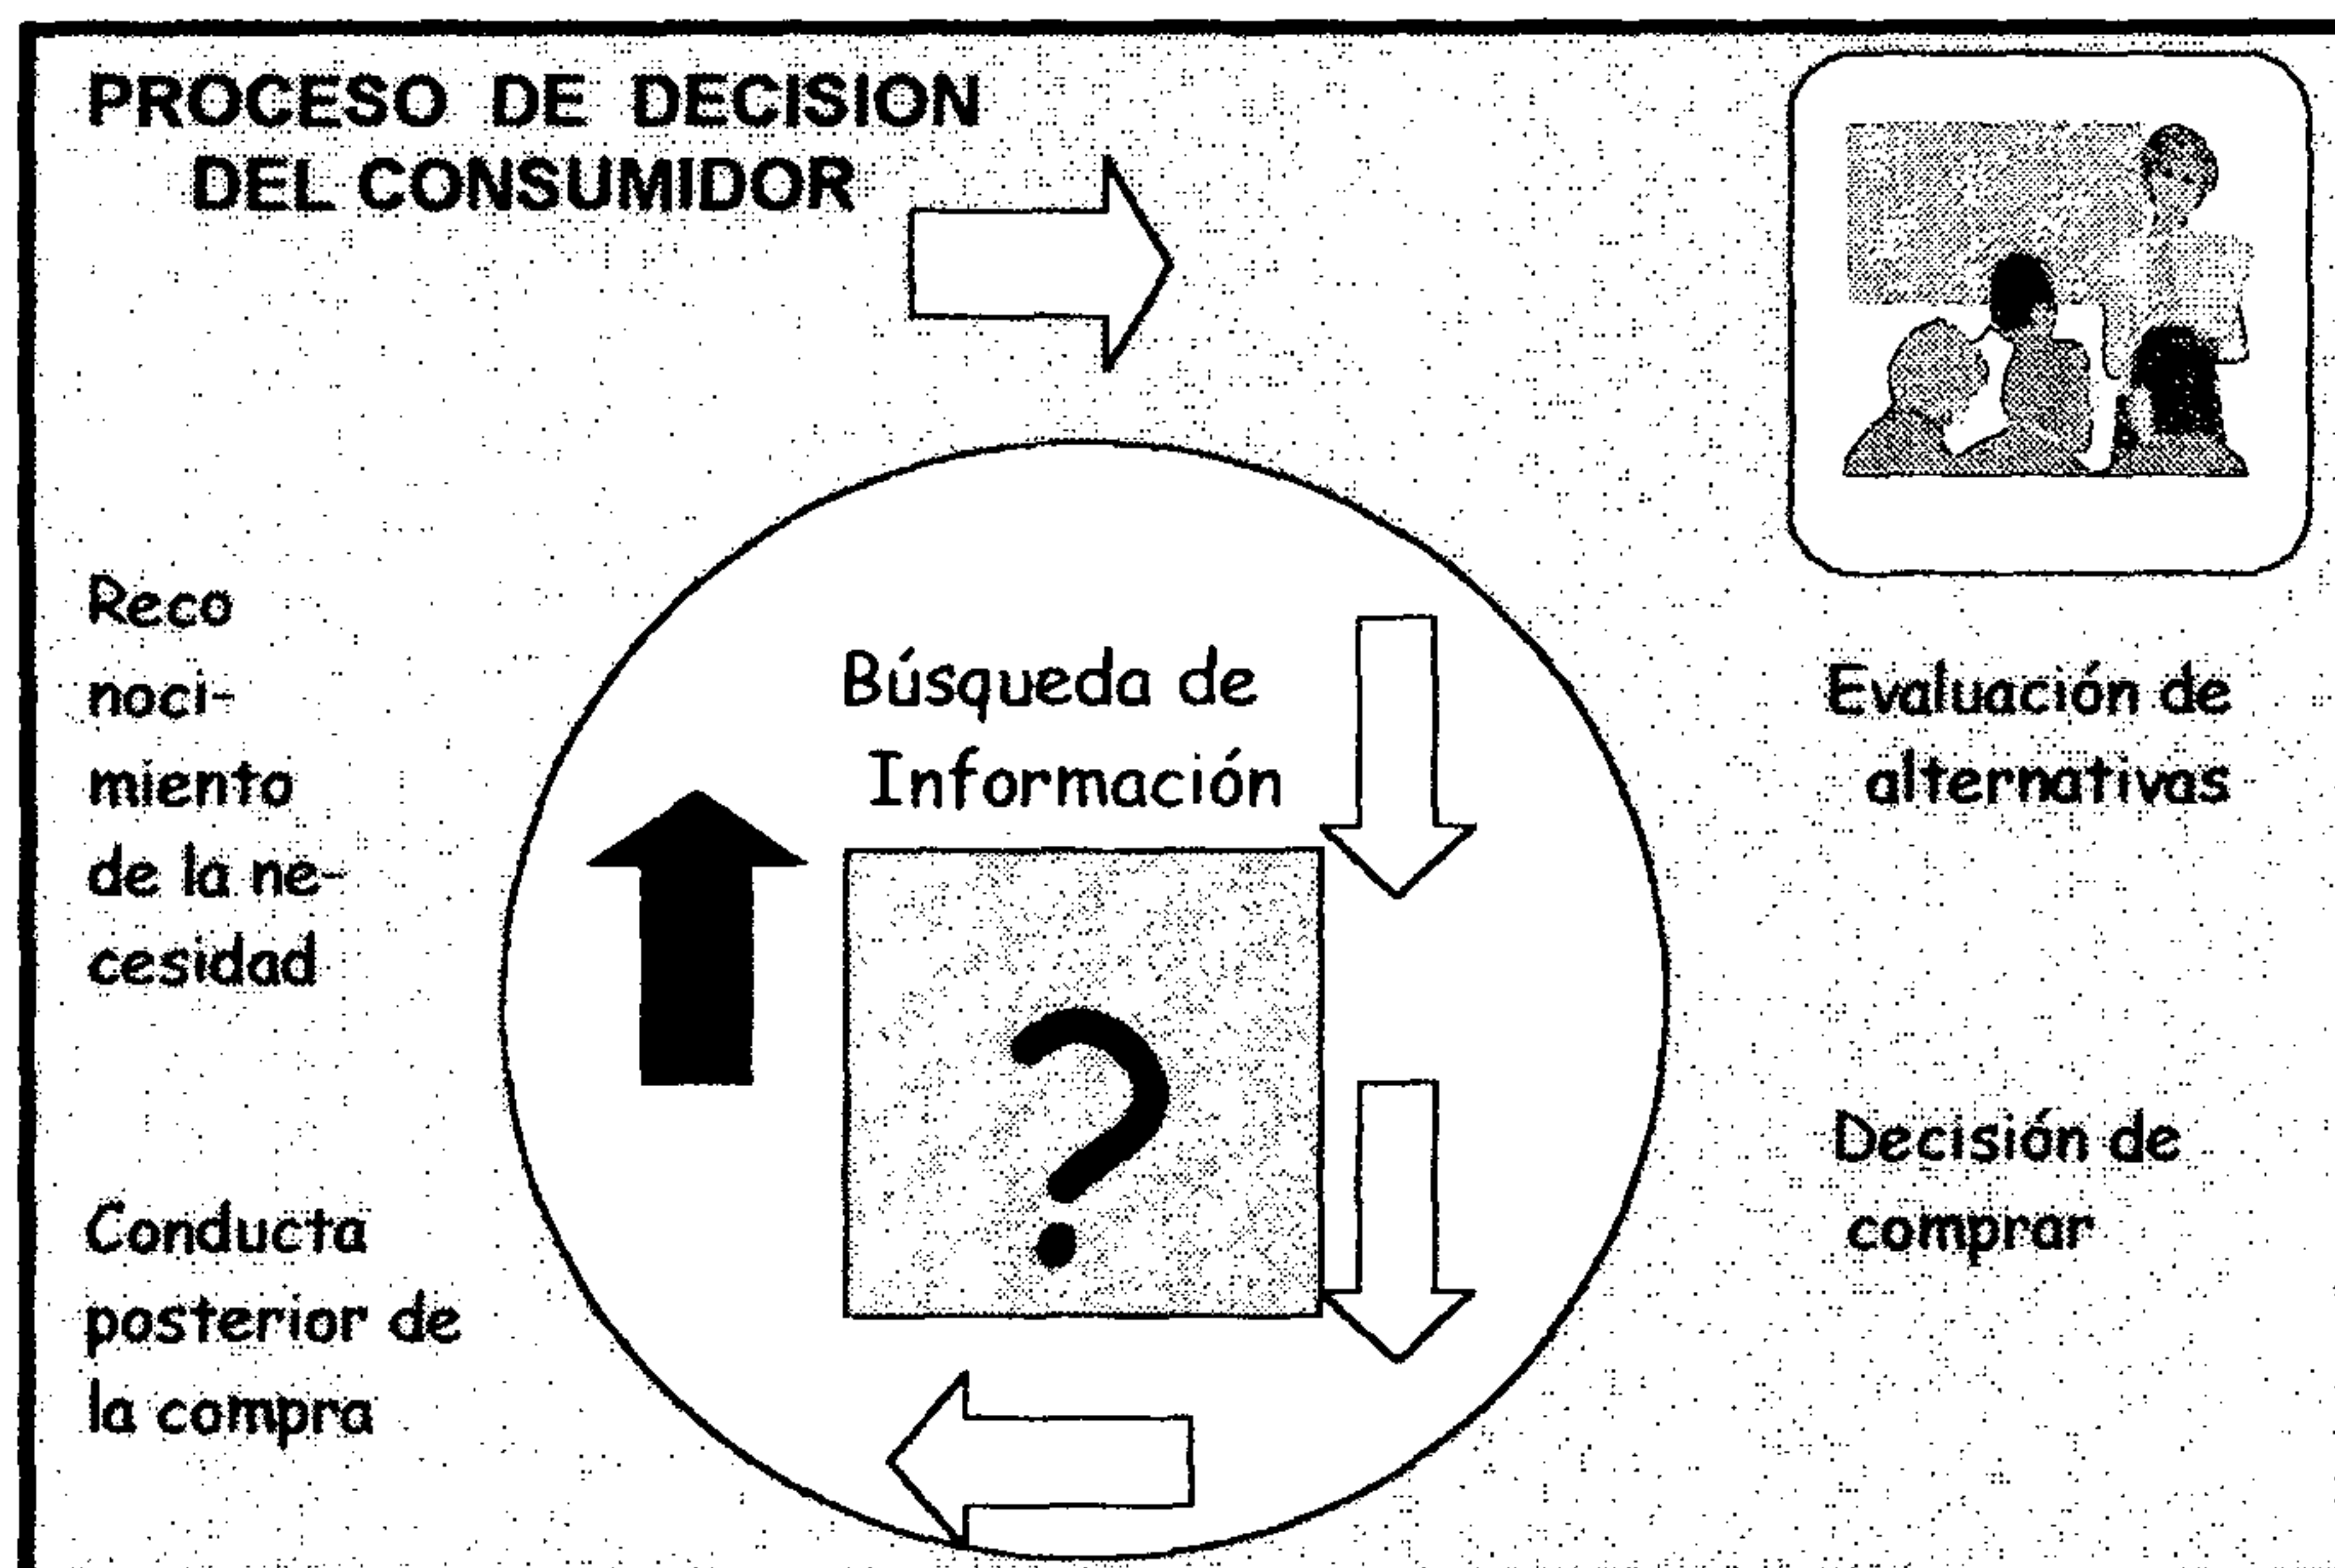 PROCESO DE DECISION
DEL CONSUMIDOR
Reco
noci-
miento
de la ne-
cesidad
Búsqueda de
Información
?
Evaluación de
alternativas
Decisión de
comprar
Conducta
posterior de
la compra